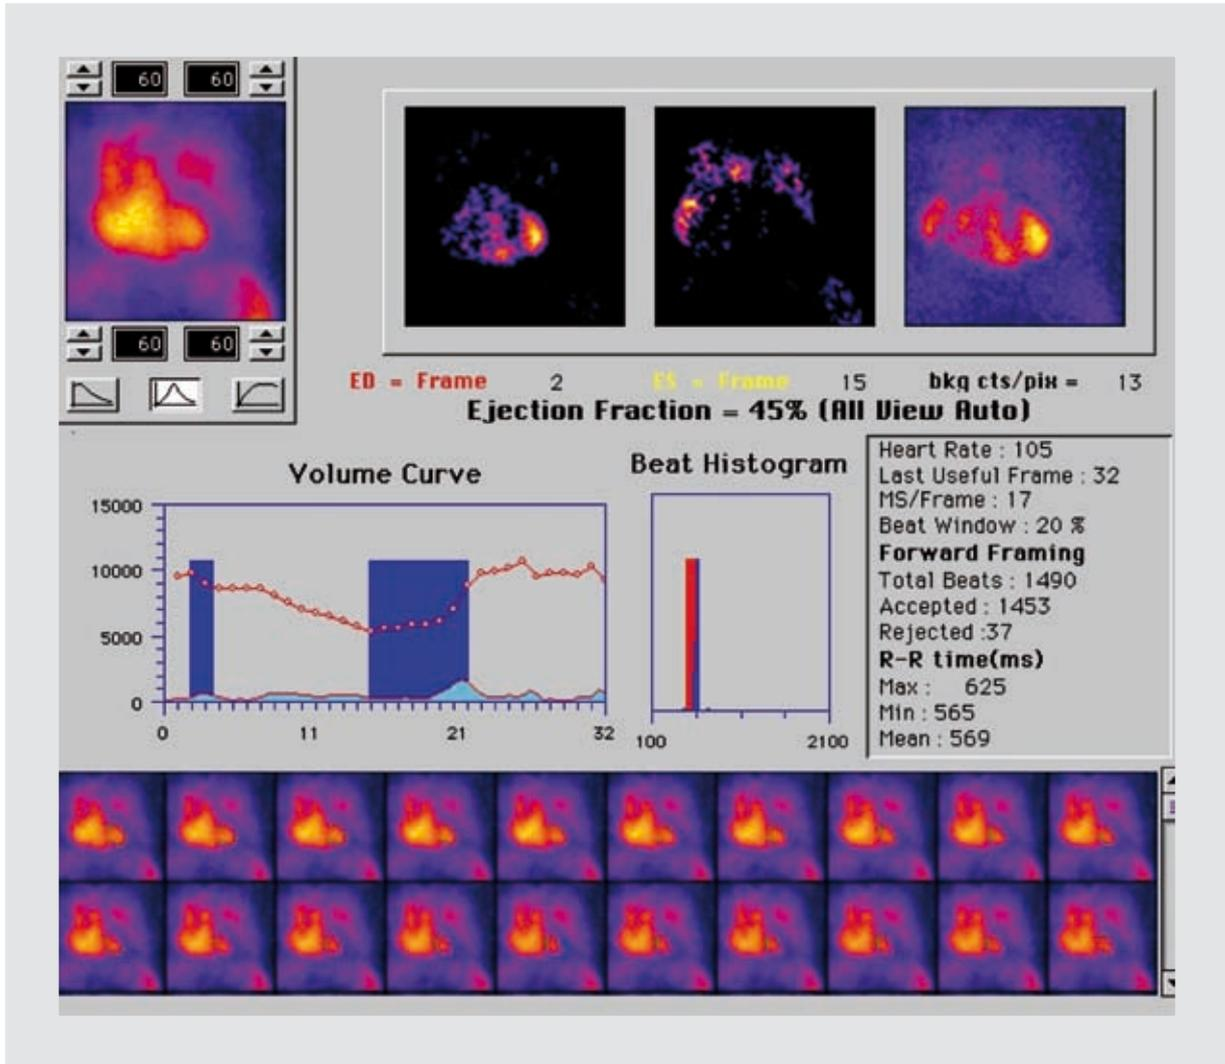 60 60
60 60
ED = Frame 2 ES = Frame 15 bkg cts/pix = 13
Ejection Fraction = 45% (All View Auto)
Volume Curve
15000
10000
5000
0
0 11 21 32
Beat Histogram
100 2100
Heart Rate : 105
Last Useful Frame : 32
MS/Frame : 17
Beat Window : 20 %
Forward Framing
Total Beats : 1490
Accepted : 1453
Rejected :37
R-R time(ms)
Max : 625
Min : 565
Mean : 569